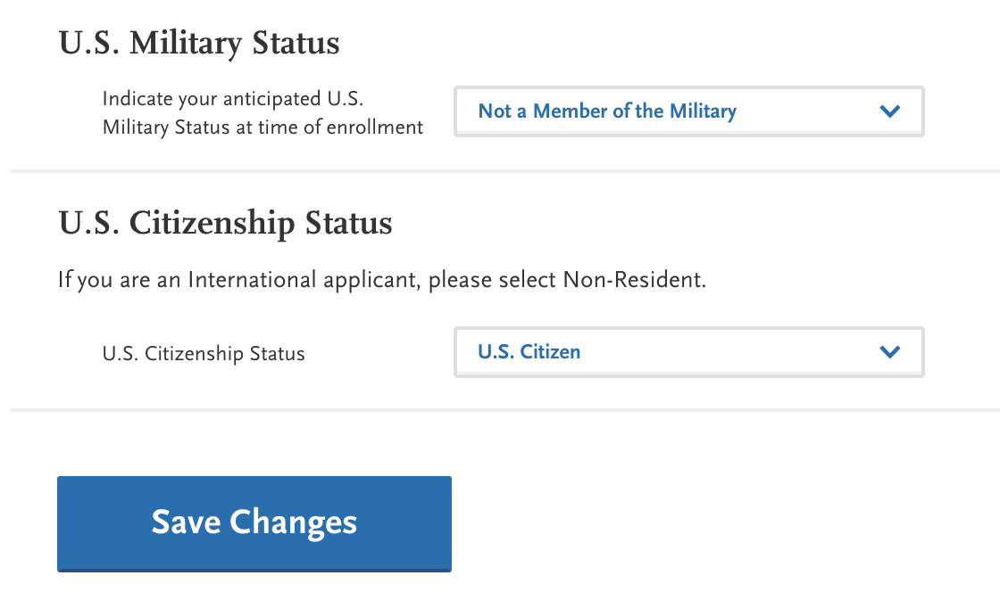 U.S. Military Status
Indicate your anticipated U.S.
Military Status at time of enrollment
Not a Member of the Military
U.S. Citizenship Status
If you are an International applicant, please select Non-Resident.
U.S. Citizenship Status
U.S. Citizen
Save Changes